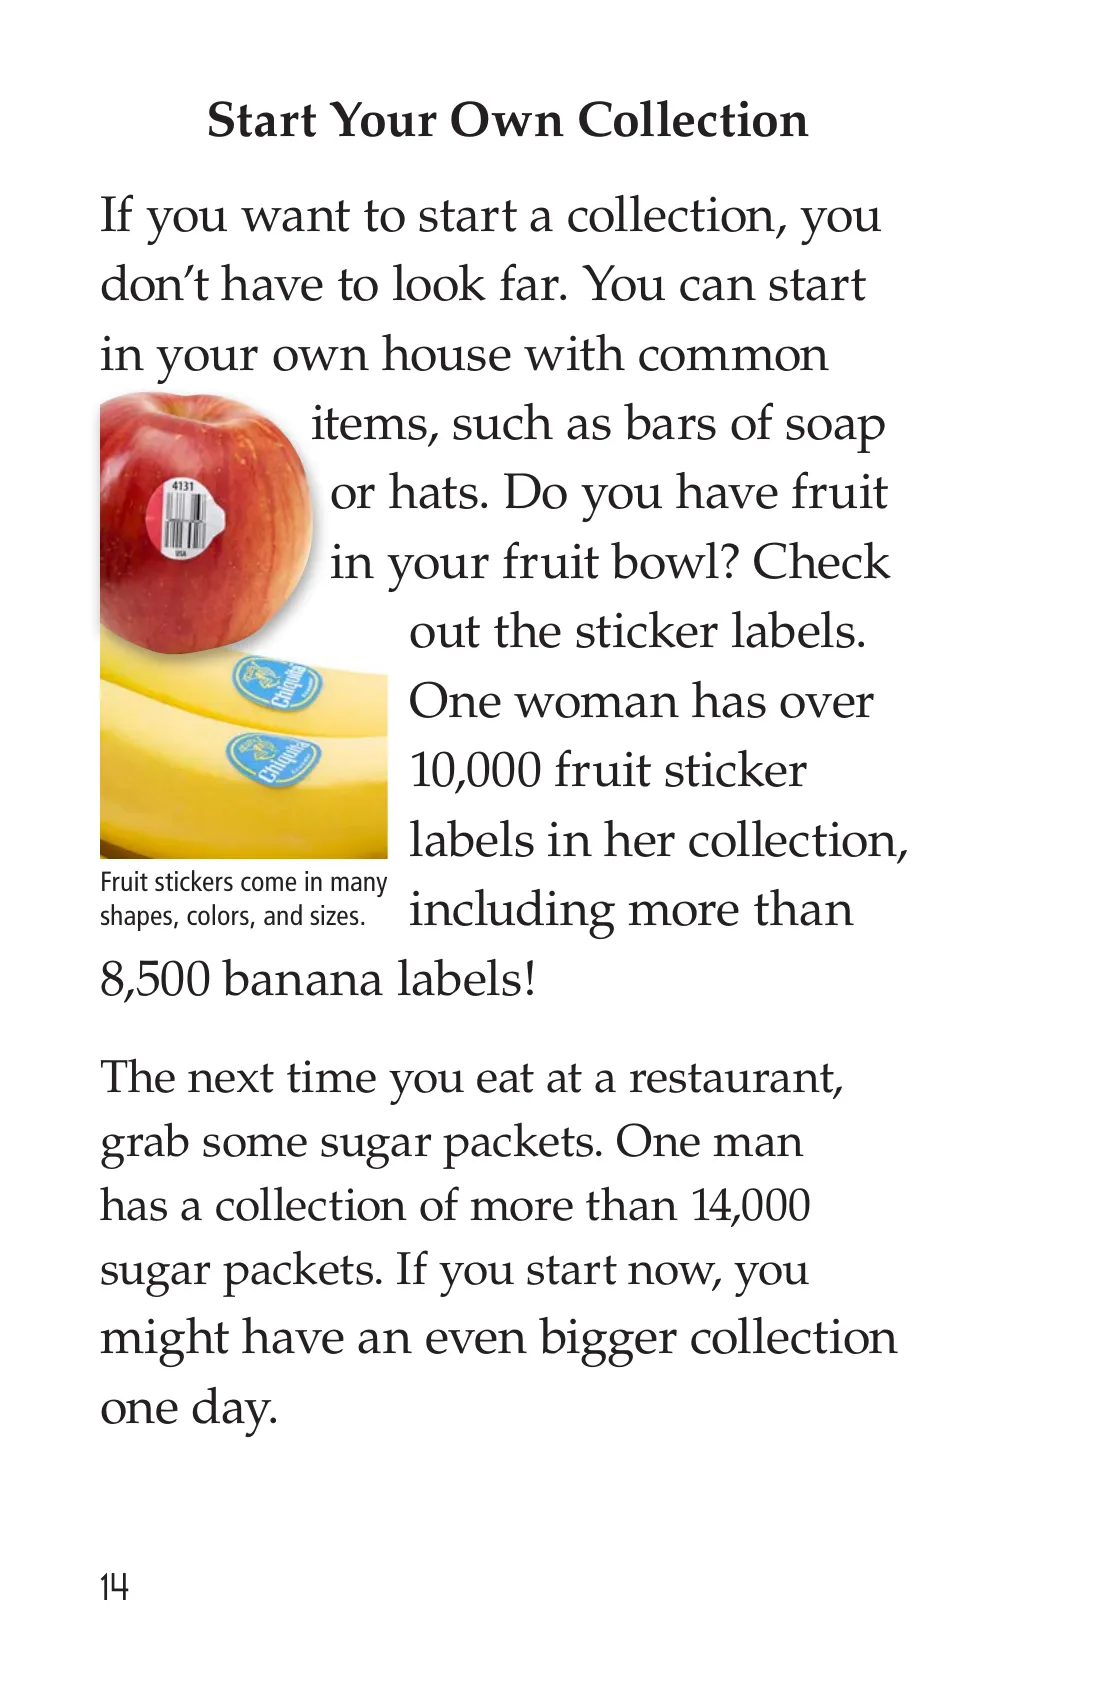 Start Your Own Collection
If you want to start a collection, you
don’t have to look far. You can start
in your own house with common
items, such as bars of soap
or hats. Do you have fruit
in your fruit bowl? Check
out the sticker labels.
One woman has over
10,000 fruit sticker
labels in her collection,
including more than
8,500 banana labels!
4131
USA
Chiquita
Chiquita
Fruit stickers come in many
shapes, colors, and sizes.
The next time you eat at a restaurant,
grab some sugar packets. One man
has a collection of more than 14,000
sugar packets. If you start now, you
might have an even bigger collection
one day.
14